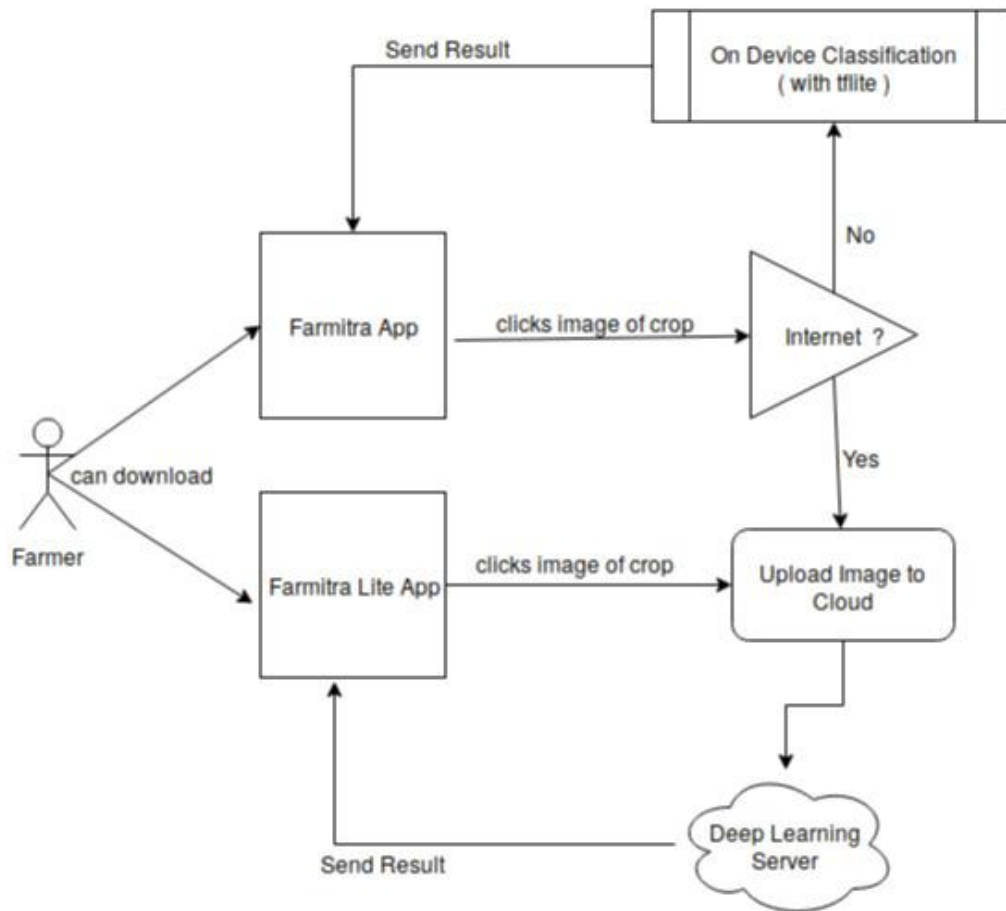 Send Result
On Device Classification
( with tflite )
No
Farmitra App
clicks image of crop
Internet ?
can download
Yes
Farmer
Farmitra Lite App
clicks image of crop
Upload Image to
Cloud
Deep Learning
Server
Send Result